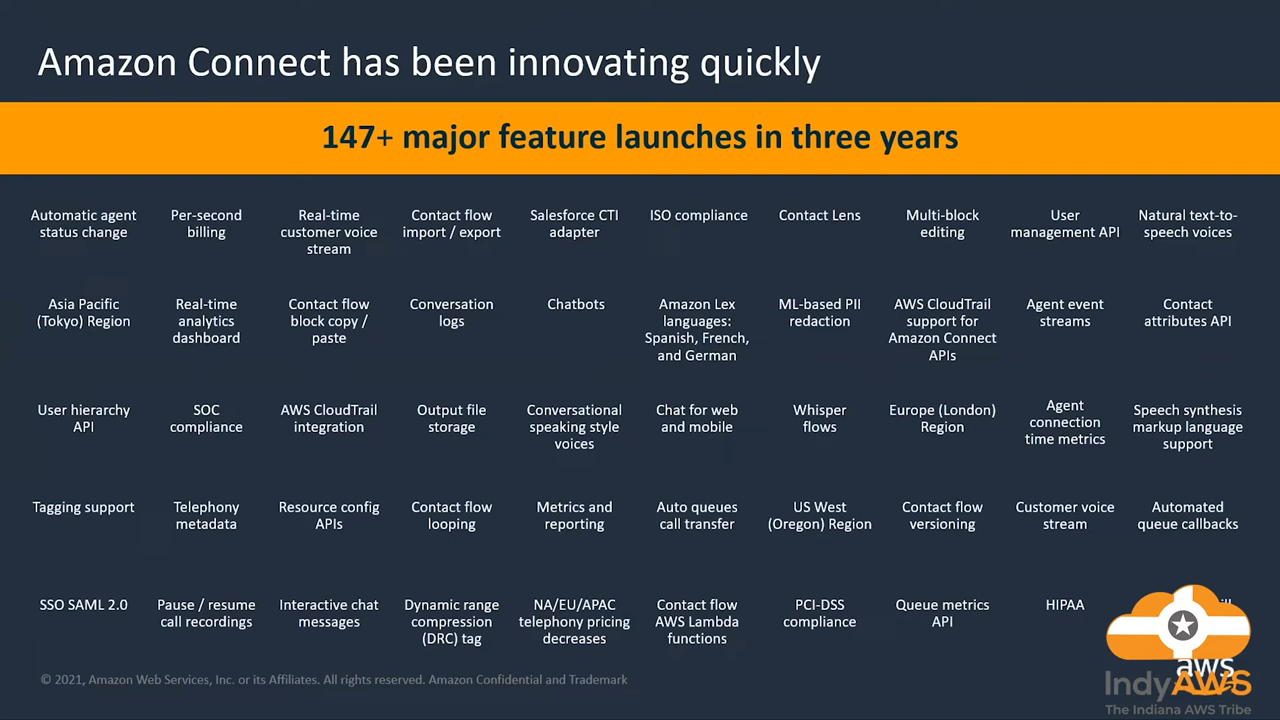 Amazon Connect has been innovating quickly
147+ major feature launches in three years
Automatic agent
status change
Per-second
billing
Real-time
customer voice
stream
Contact flow
import / export
Salesforce CTI
adapter
ISO compliance
Contact Lens
Multi-block
editing
User
management API
Natural text-to-
speech voices
Asia Pacific
(Tokyo) Region
Real-time
analytics
dashboard
Contact flow
block copy /
paste
Conversation
logs
Chatbots
Amazon Lex
languages:
Spanish, French,
and German
ML-based PII
redaction
AWS CloudTrail
support for
Amazon Connect
APIs
Agent event
streams
Contact
attributes API
User hierarchy
API
SOC
compliance
AWS CloudTrail
integration
Output file
storage
Conversational
speaking style
voices
Chat for web
and mobile
Whisper
flows
Europe (London)
Region
Agent
connection
time metrics
Speech synthesis
markup language
support
Tagging support
Telephony
metadata
Resource config
APIs
Contact flow
looping
Metrics and
reporting
Auto queues
call transfer
US West
(Oregon) Region
Contact flow
versioning
Customer voice
stream
Automated
queue callbacks
SSO SAML 2.0
Pause / resume
call recordings
Interactive chat
messages
Dynamic range
compression
(DRC) tag
NA/EU/APAC
telephony pricing
decreases
Contact flow
AWS Lambda
functions
PCI-DSS
compliance
Queue metrics
API
HIPAA
© 2021, Amazon Web Services, Inc. or its Affiliates. All rights reserved. Amazon Confidential and Trademark
aws
IndyAWS
The Indiana AWS Tribe